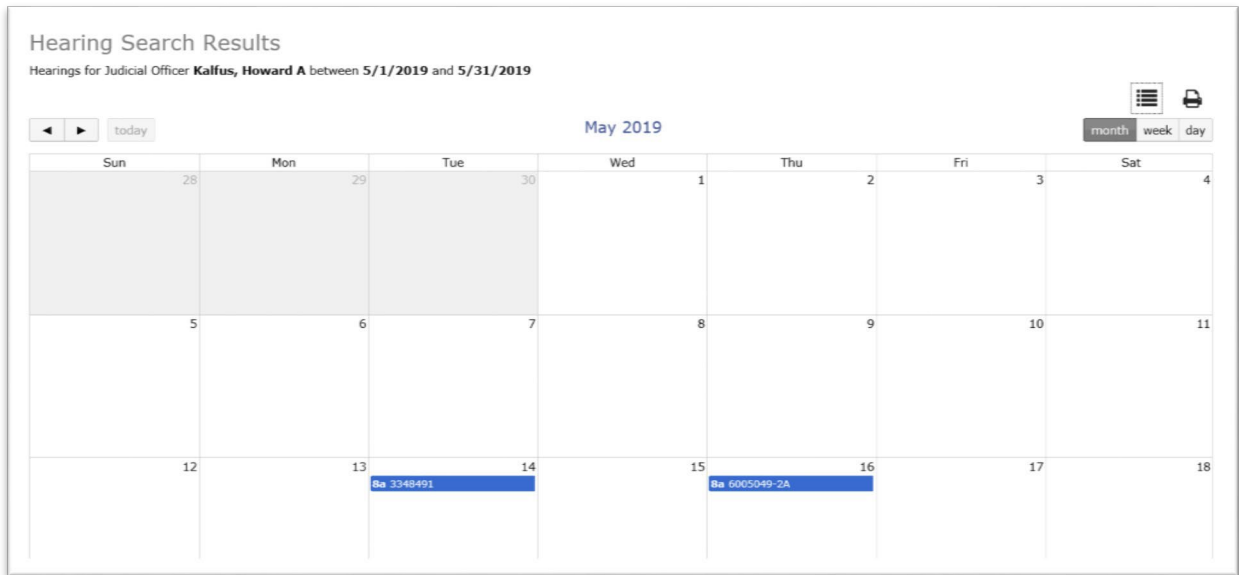 Hearing Search Results
Hearings for Judicial Officer Kalfus, Howard A between 5/1/2019 and 5/31/2019
today May 2019 month week day
Sun Mon Tue Wed Thu Fri Sat
28 29 30 1 2 3 4
5 6 7 8 9 10 11
12 13 14 15 16 17 18
8a 3348491 8a 6005049-2A